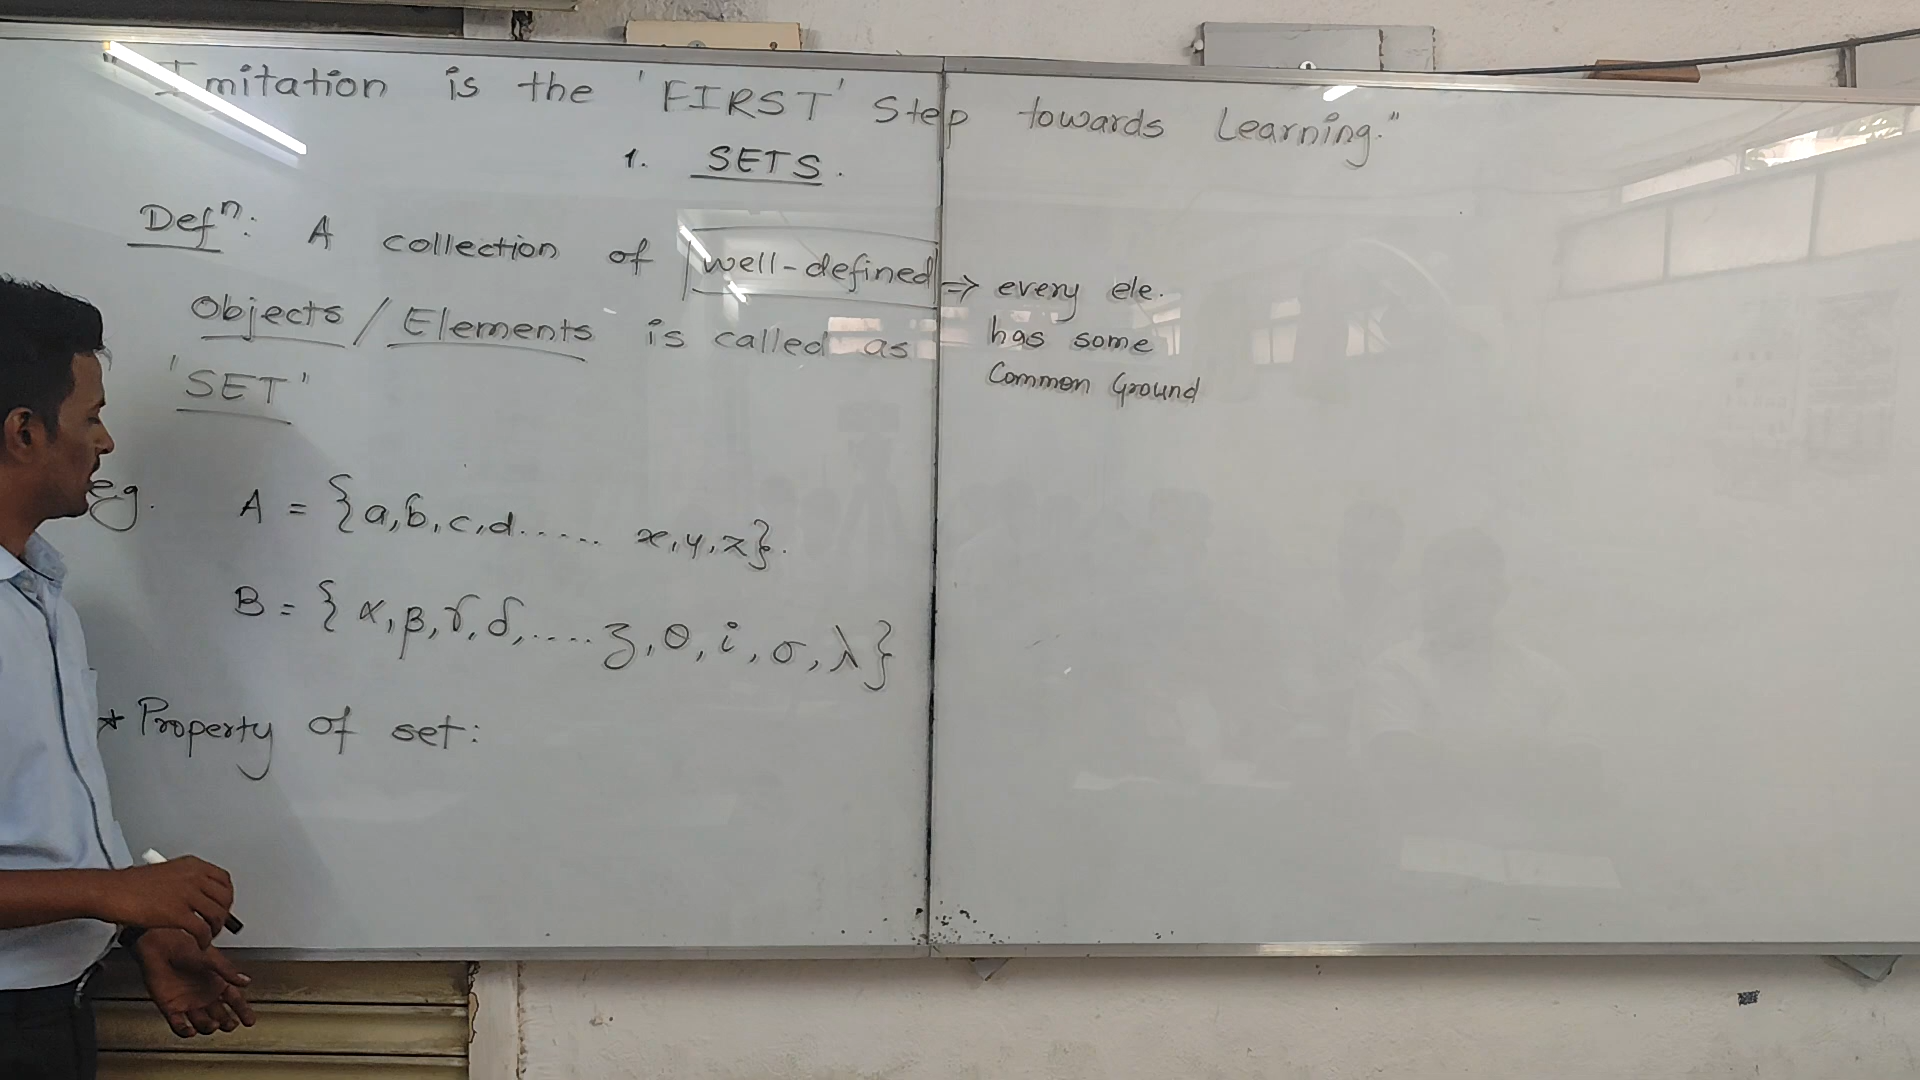 "Imitation is the 'FIRST' Step towards Learning."
1. SETS.
Defⁿ: A collection of well-defined ⇒ every ele.
Objects / Elements is called as has some
'SET' Common Ground
eg. A = {a,b,c,d...... x,y,z}.
B = {α,β,γ,δ,.... ʒ,θ,i,σ,λ}
* Property of set: